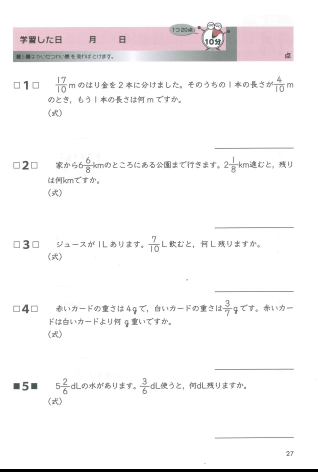 1つ20点
学習した日 月 日
10分
点
□1□ 17/10mのはり金を2本に分けました。そのうちの1本の長さが4/10m
のとき，もう1本の長さは何mですか。
(式)
□2□ 家から6 6/8kmのところにある公園まで行きます。2 1/8km進むと，残り
は何kmですか。
(式)
□3□ ジュースが1Lあります。7/10L飲むと，何L残りますか。
(式)
□4□ 赤いカードの重さは4gで，白いカードの重さは3/7gです。赤いカー
ドは白いカードより何g重いですか。
(式)
■5■ 5 2/6dLの水があります。3/6dL使うと，何dL残りますか。
(式)
27